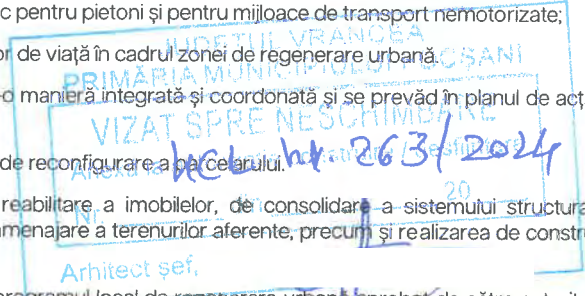 c pentru pietoni și pentru mijloace de transport nemotorizate;
JUDEȚUL VRANCEA
or de viață în cadrul zonei de regenerare urbană.
PRIMĂRIA MUNICIPIULUI FOCȘANI
-o manieră integrată și coordonată și se prevăd în planul de acț
VIZAT SPRE NESCHIMBARE
de reconfigurare a parcelarului.
Anexă la
HCL nr. 263/2024
reabilitare a imobilelor, de consolidare a sistemului structura
Nr. 20
amenajare a terenurilor aferente, precum și realizarea de constru
Arhitect șef,